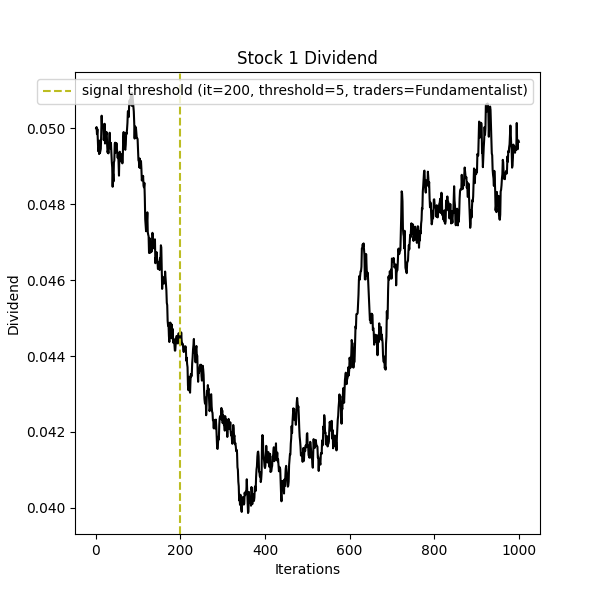 Stock 1 Dividend
signal threshold (it=200, threshold=5, traders=Fundamentalist)
0.050
0.048
0.046
0.044
0.042
0.040
Dividend
0 200 400 600 800 1000
Iterations